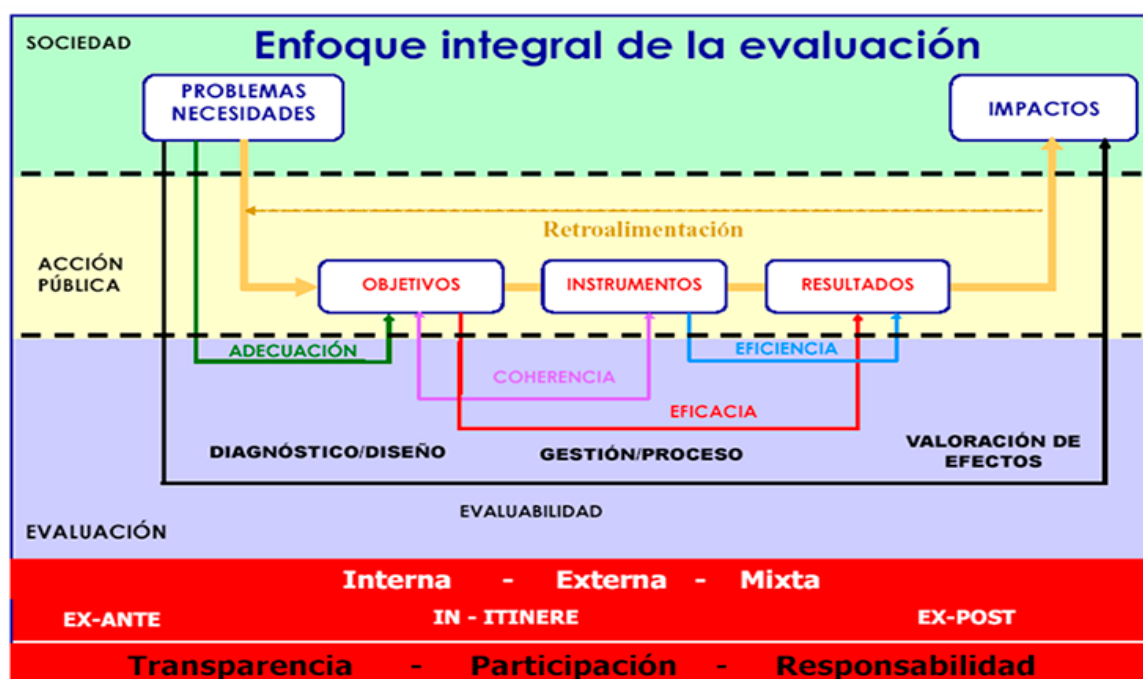 SOCIEDAD
Enfoque integral de la evaluación
PROBLEMAS
NECESIDADES
IMPACTOS
Retroalimentación
ACCIÓN
PÚBLICA
OBJETIVOS
INSTRUMENTOS
RESULTADOS
ADECUACIÓN
EFICIENCIA
COHERENCIA
EFICACIA
DIAGNÓSTICO/DISEÑO
GESTIÓN/PROCESO
VALORACIÓN DE
EFECTOS
EVALUABILIDAD
EVALUACIÓN
Interna - Externa - Mixta
EX-ANTE
IN - ITINERE
EX-POST
Transparencia - Participación - Responsabilidad